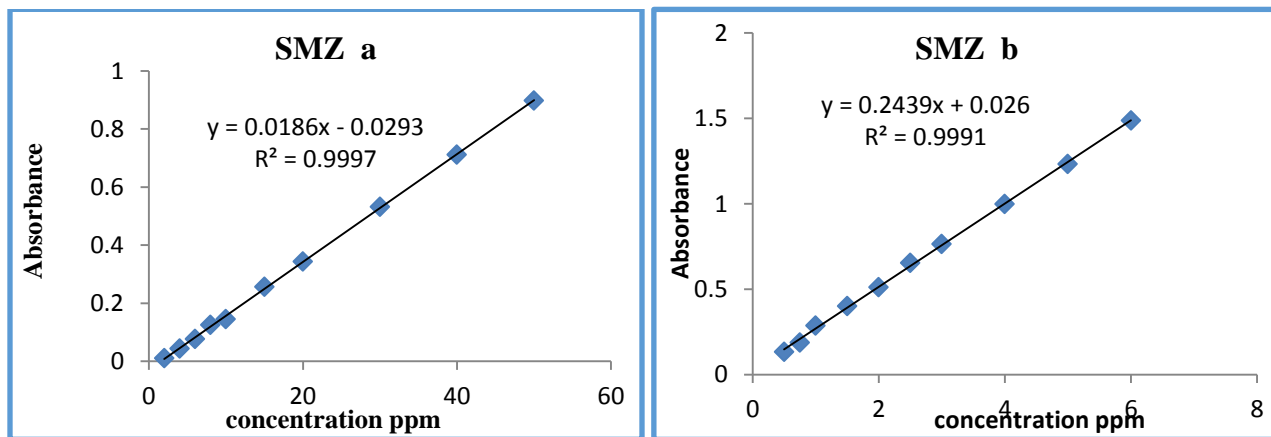 SMZ a
y = 0.0186x - 0.0293
R² = 0.9997
Absorbance
1
0.8
0.6
0.4
0.2
0
0 20 40 60
concentration ppm
SMZ b
y = 0.2439x + 0.026
R² = 0.9991
Absorbance
2
1.5
1
0.5
0
0 2 4 6 8
concentration ppm